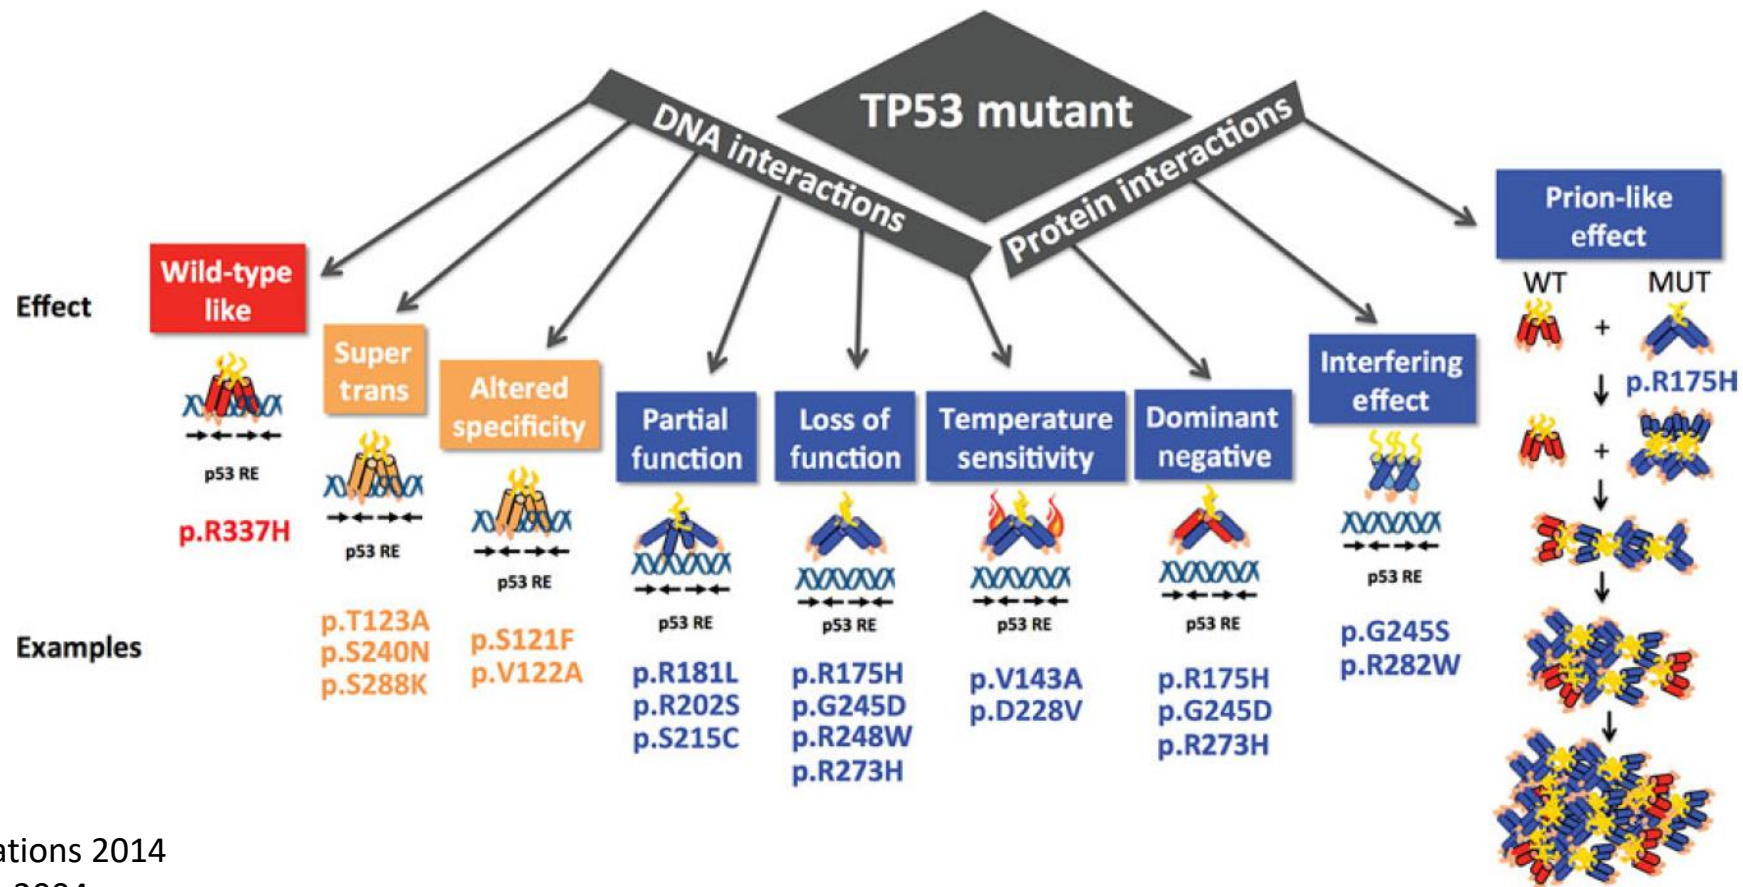 TP53 mutant
DNA interactions
Protein interactions
Effect
Wild-type
like
p53 RE
p.R337H
Super
trans
p53 RE
p.T123A
p.S240N
p.S288K
Altered
specificity
p53 RE
p.S121F
p.V122A
Partial
function
p53 RE
p.R181L
p.R202S
p.S215C
Loss of
function
p53 RE
p.R175H
p.G245D
p.R248W
p.R273H
Temperature
sensitivity
p53 RE
p.V143A
p.D228V
Dominant
negative
p53 RE
p.R175H
p.G245D
p.R273H
Interfering
effect
p53 RE
p.G245S
p.R282W
Prion-like
effect
WT MUT
+
p.R175H
+
Examples
ations 2014